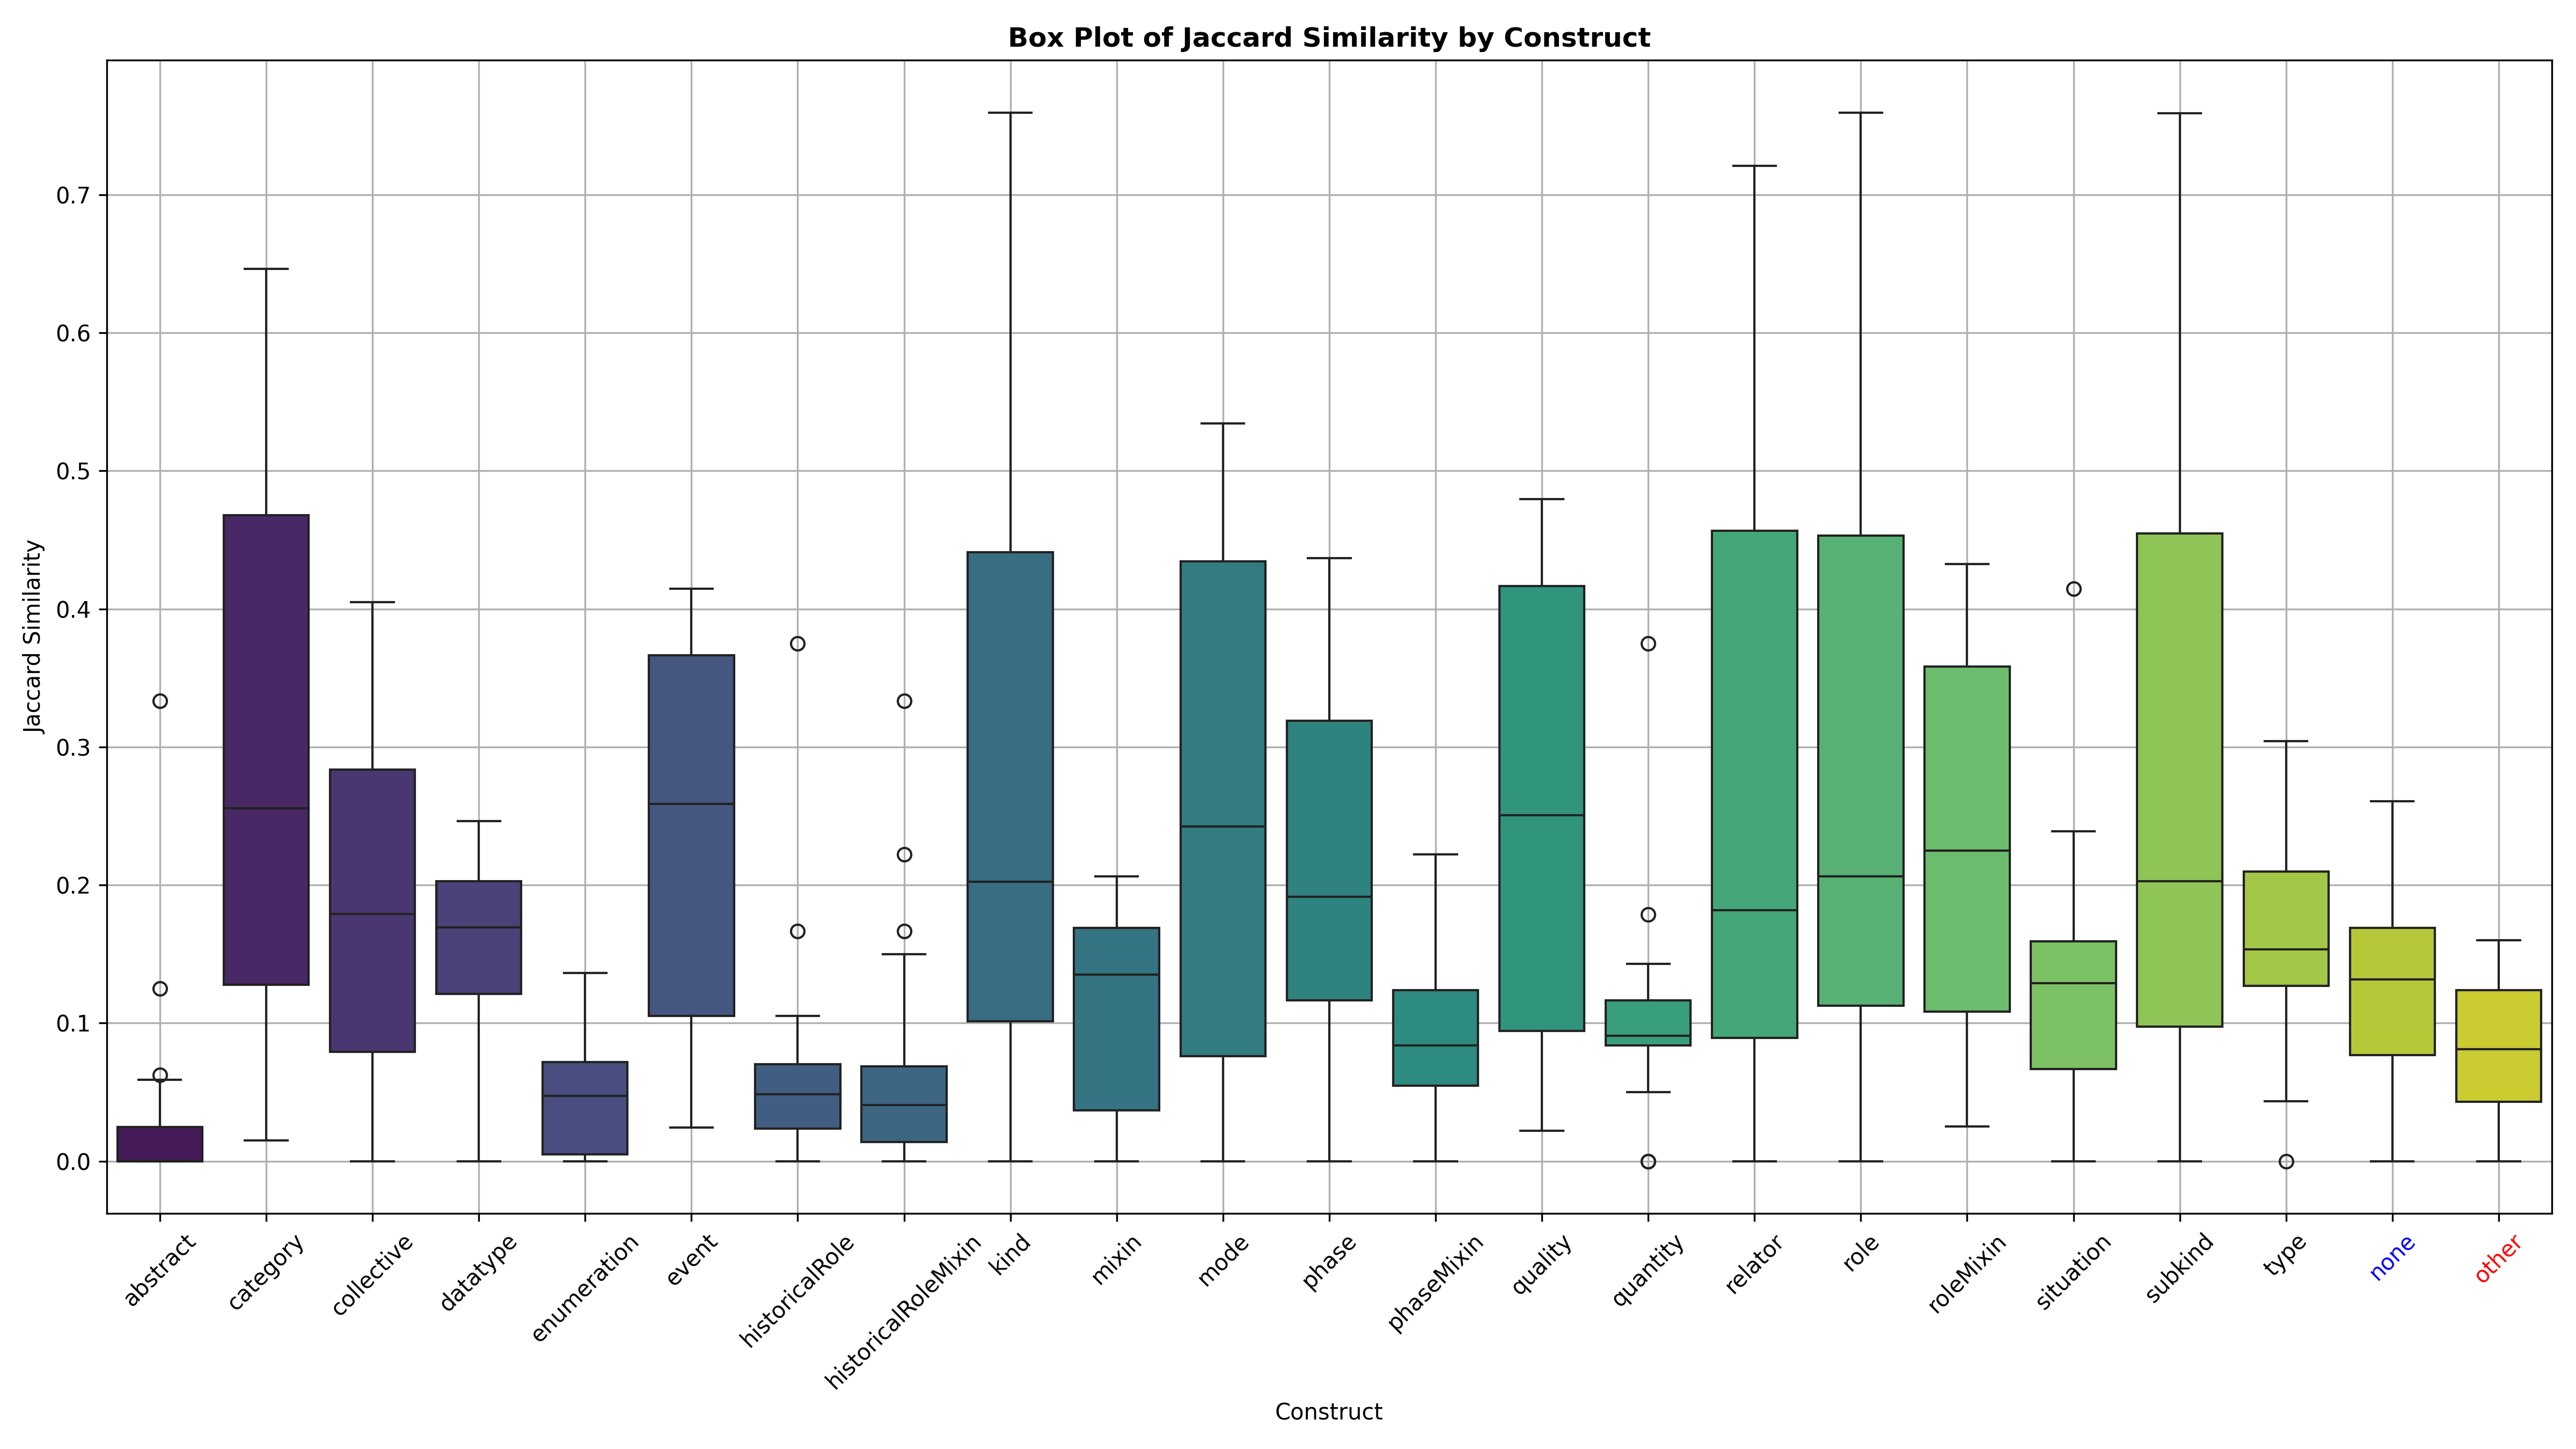 Box Plot of Jaccard Similarity by Construct
Jaccard Similarity
0.7
0.6
0.5
0.4
0.3
0.2
0.1
0.0
abstract
category
collective
datatype
enumeration
event
historicalRole
historicalRoleMixin
kind
mixin
mode
phase
phaseMixin
quality
quantity
relator
role
roleMixin
situation
subkind
type
none
other
Construct